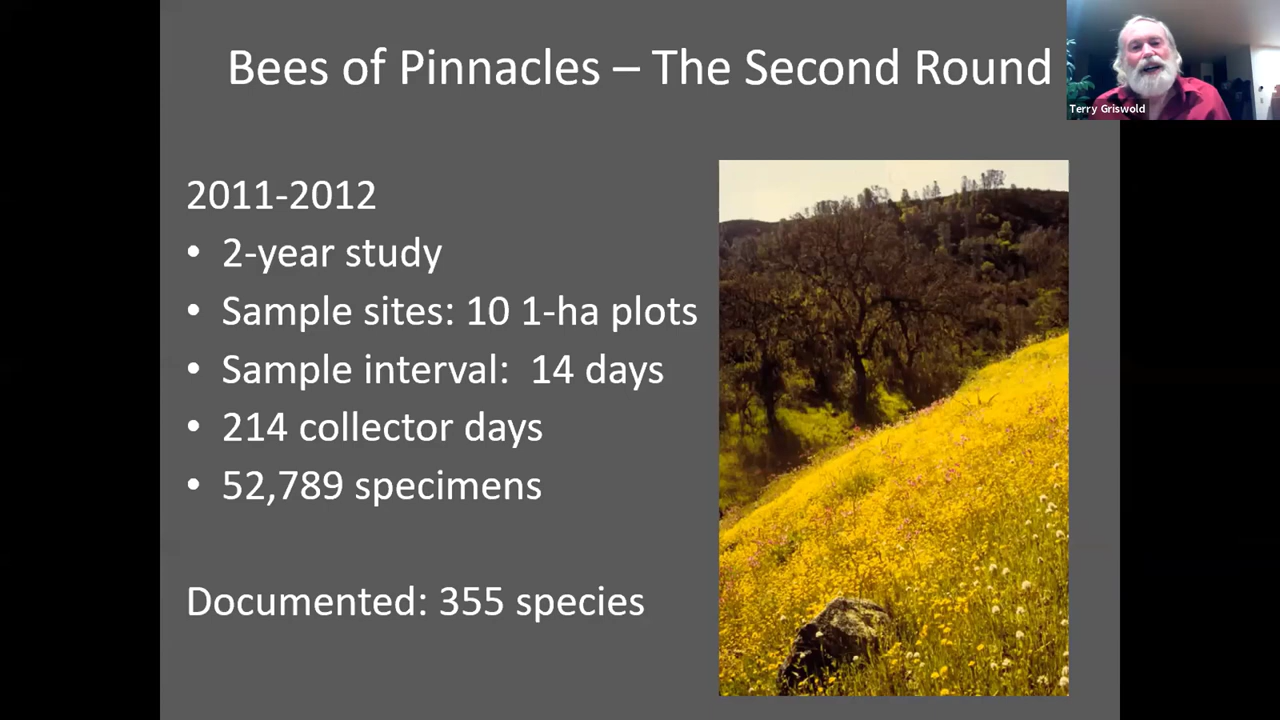 Bees of Pinnacles – The Second Round
Terry Griswold
2011-2012
• 2-year study
• Sample sites: 10 1-ha plots
• Sample interval: 14 days
• 214 collector days
• 52,789 specimens
Documented: 355 species